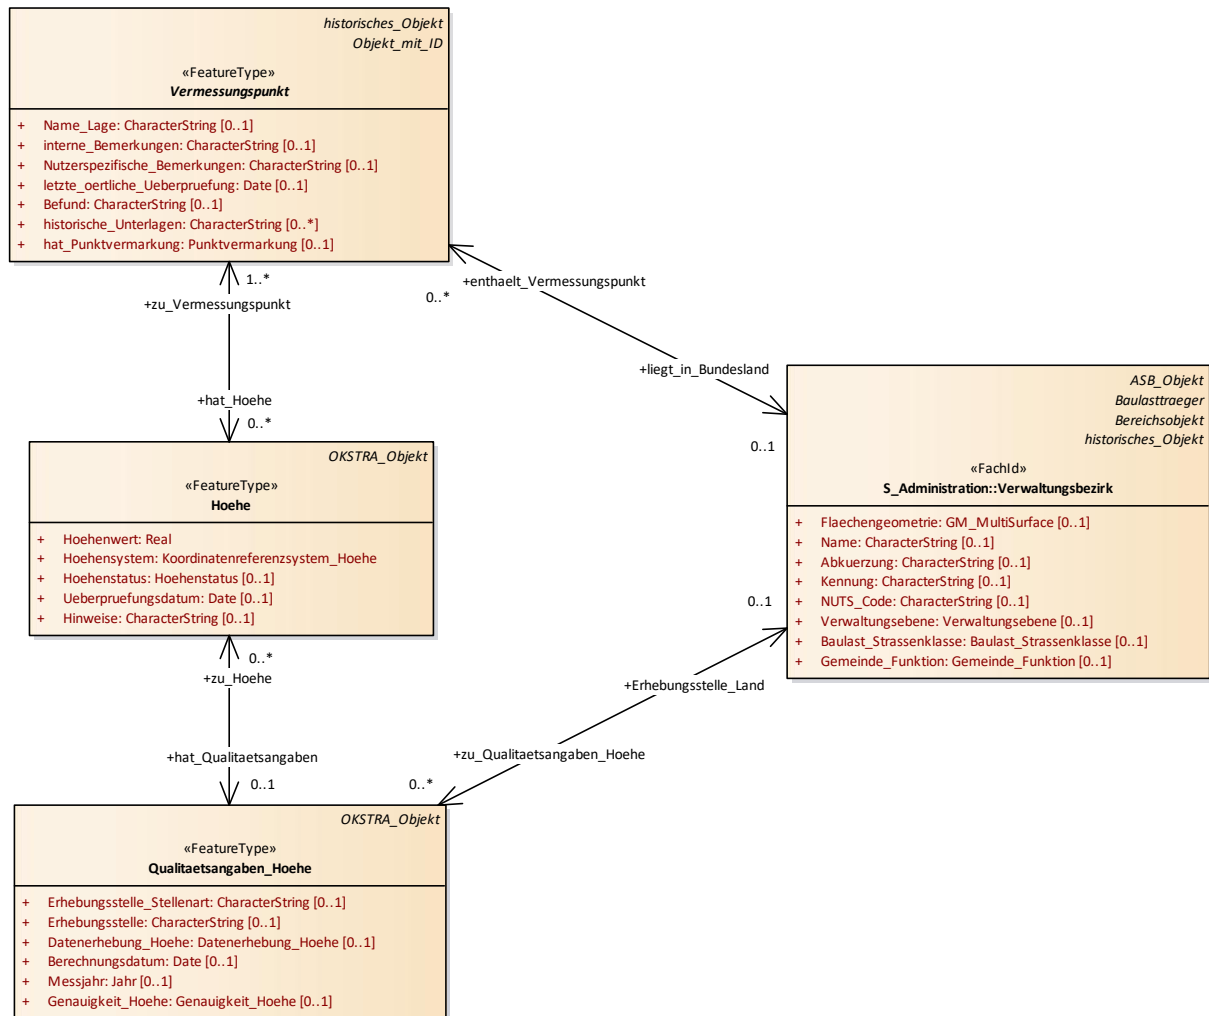 historisches_Objekt
Objekt_mit_ID
«FeatureType»
Vermessungspunkt
+ Name_Lage: CharacterString [0..1]
+ interne_Bemerkungen: CharacterString [0..1]
+ Nutzerspezifische_Bemerkungen: CharacterString [0..1]
+ letzte_oertliche_Ueberpruefung: Date [0..1]
+ Befund: CharacterString [0..1]
+ historische_Unterlagen: CharacterString [0..*]
+ hat_Punktvermarkung: Punktvermarkung [0..1]
1..*
+zu_Vermessungspunkt
+enthaelt_Vermessungspunkt
0..*
+liegt_in_Bundesland
0..1
+hat_Hoehe
0..*
OKSTRA_Objekt
«FeatureType»
Hoehe
+ Hoehenwert: Real
+ Hoehensystem: Koordinatenreferenzsystem_Hoehe
+ Hoehenstatus: Hoehenstatus [0..1]
+ Ueberpruefungsdatum: Date [0..1]
+ Hinweise: CharacterString [0..1]
ASB_Objekt
Baulasttraeger
Bereichsobjekt
historisches_Objekt
«FachId»
S_Administration::Verwaltungsbezirk
+ Flaechengeometrie: GM_MultiSurface [0..1]
+ Name: CharacterString [0..1]
+ Abkuerzung: CharacterString [0..1]
+ Kennung: CharacterString [0..1]
+ NUTS_Code: CharacterString [0..1]
+ Verwaltungsebene: Verwaltungsebene [0..1]
+ Baulast_Strassenklasse: Baulast_Strassenklasse [0..1]
+ Gemeinde_Funktion: Gemeinde_Funktion [0..1]
0..1
+Erhebungsstelle_Land
+zu_Qualitaetsangaben_Hoehe
0..*
0..*
+zu_Hoehe
+hat_Qualitaetsangaben
0..1
OKSTRA_Objekt
«FeatureType»
Qualitaetsangaben_Hoehe
+ Erhebungsstelle_Stellenart: CharacterString [0..1]
+ Erhebungsstelle: CharacterString [0..1]
+ Datenerhebung_Hoehe: Datenerhebung_Hoehe [0..1]
+ Berechnungsdatum: Date [0..1]
+ Messjahr: Jahr [0..1]
+ Genauigkeit_Hoehe: Genauigkeit_Hoehe [0..1]